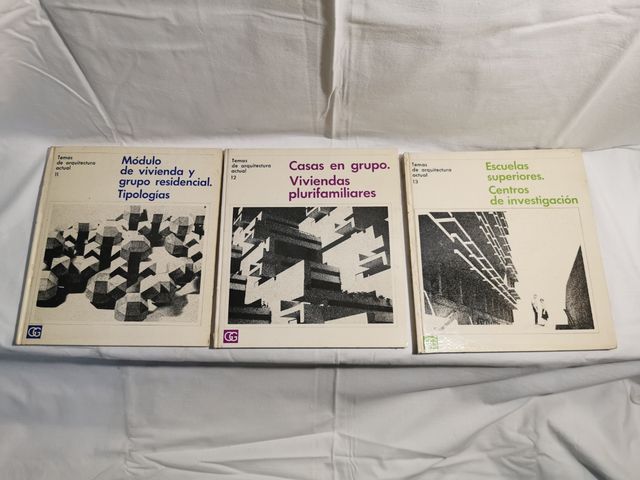 Temas
de arquitectura
actual
11
Módulo
de vivienda y
grupo residencial.
Tipologías
GG
Temas
de arquitectura
actual
12
Casas en grupo.
Viviendas
plurifamiliares
GG
Temas
de arquitectura
actual
13
Escuelas
superiores.
Centros
de investigación
GG